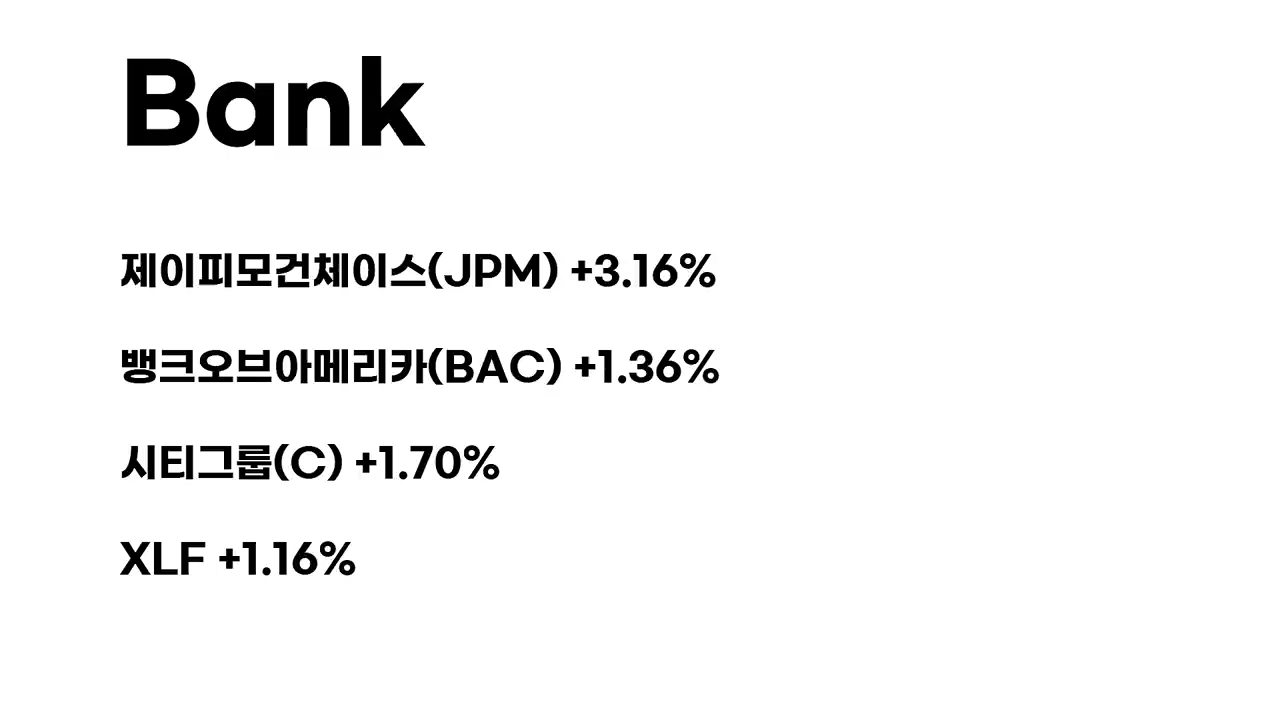 Bank
제이피모건체이스(JPM) +3.16%
뱅크오브아메리카(BAC) +1.36%
시티그룹(C) +1.70%
XLF +1.16%